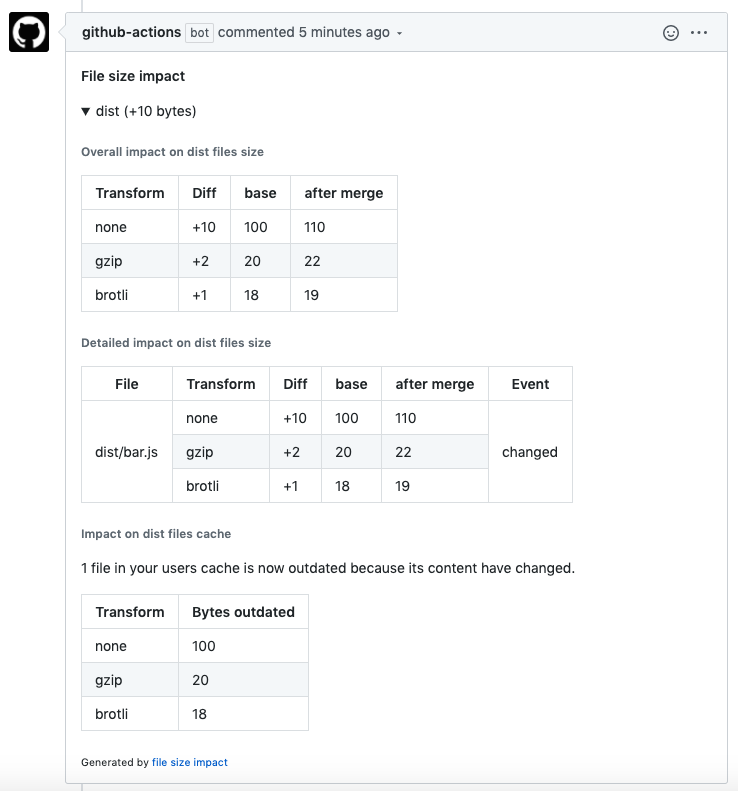 github-actions bot commented 5 minutes ago
File size impact
dist (+10 bytes)
Overall impact on dist files size
Transform Diff base after merge
none +10 100 110
gzip +2 20 22
brotli +1 18 19
Detailed impact on dist files size
File Transform Diff base after merge Event
none +10 100 110
dist/bar.js gzip +2 20 22 changed
brotli +1 18 19
Impact on dist files cache
1 file in your users cache is now outdated because its content have changed.
Transform Bytes outdated
none 100
gzip 20
brotli 18
Generated by file size impact